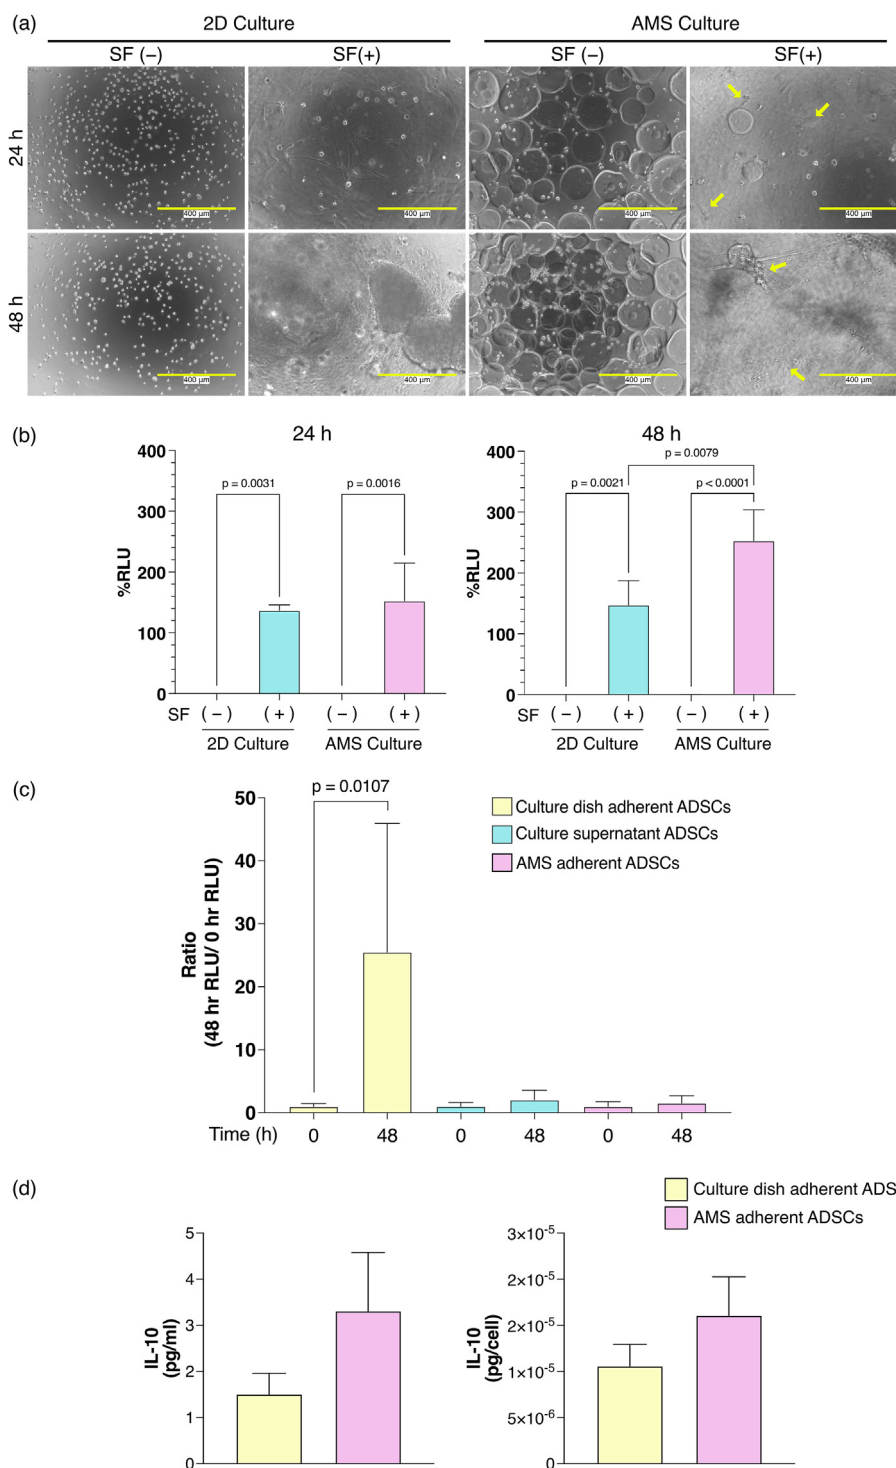 (a)
2D Culture
AMS Culture
SF (−)
SF(+)
SF (−)
SF(+)
24 h
400 µm
400 µm
400 µm
400 µm
48 h
400 µm
400 µm
400 µm
400 µm
(b)
24 h
400
300
200
100
0
%RLU
p = 0.0031
p = 0.0016
SF (−) (+) (−) (+)
2D Culture AMS Culture
48 h
400
300
200
100
0
%RLU
p = 0.0079
p = 0.0021
p < 0.0001
SF (−) (+) (−) (+)
2D Culture AMS Culture
(c)
p = 0.0107
50
40
30
20
10
0
Ratio
(48 hr RLU/ 0 hr RLU)
Time (h) 0 48 0 48 0 48
Culture dish adherent ADSCs
Culture supernatant ADSCs
AMS adherent ADSCs
(d)
Culture dish adherent ADS
AMS adherent ADSCs
5
4
3
2
1
0
IL-10
(pg/ml)
3×10-5
2×10-5
2×10-5
1×10-5
5×10-6
0
IL-10
(pg/cell)